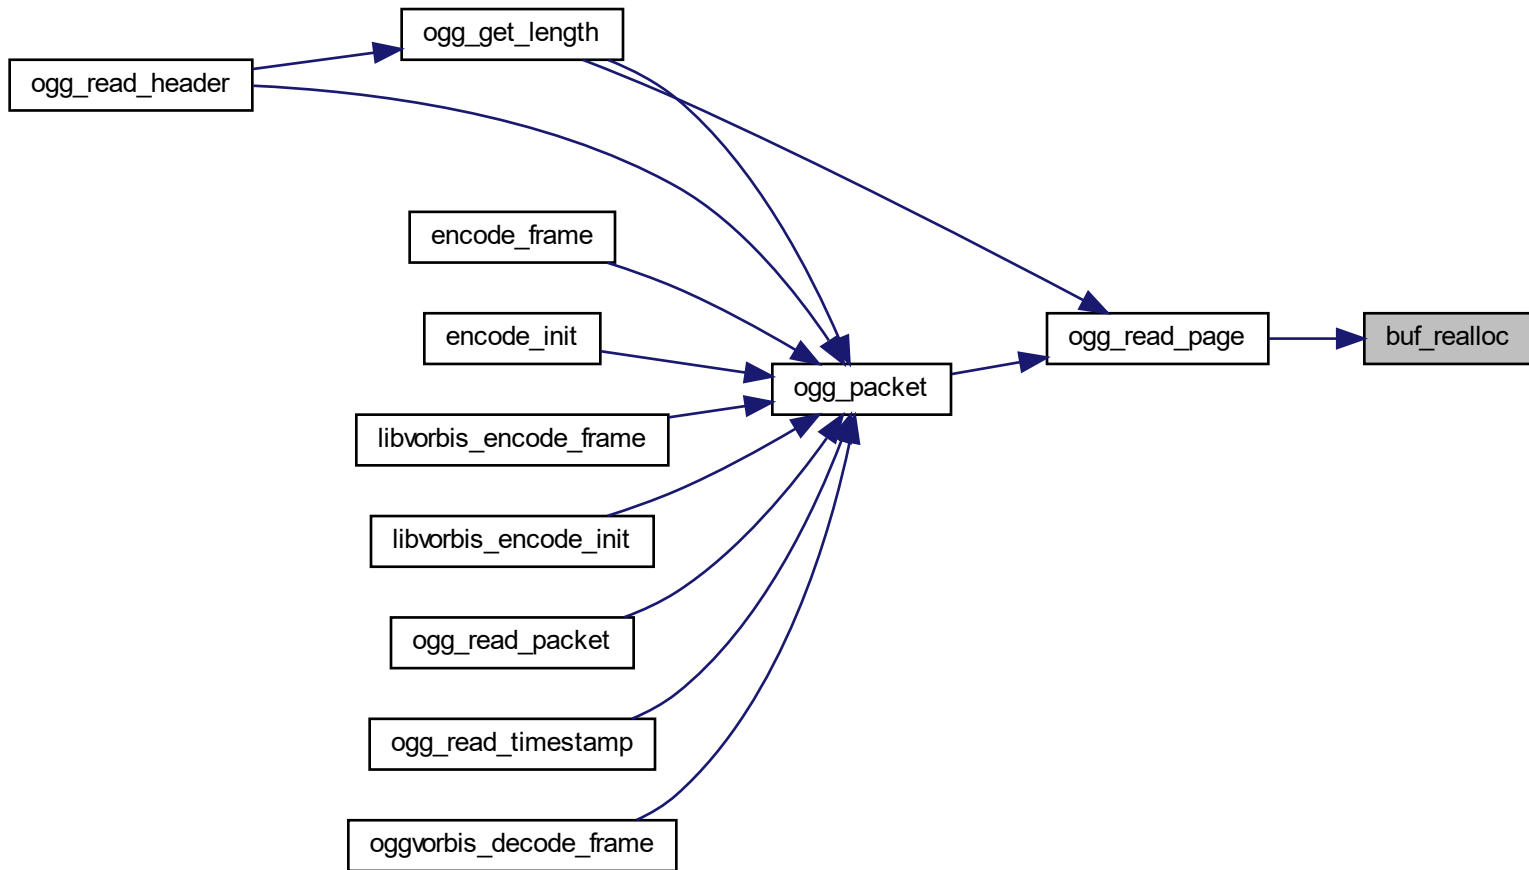 ogg_get_length
ogg_read_header
encode_frame
encode_init
ogg_read_page
buf_realloc
ogg_packet
libvorbis_encode_frame
libvorbis_encode_init
ogg_read_packet
ogg_read_timestamp
oggvorbis_decode_frame